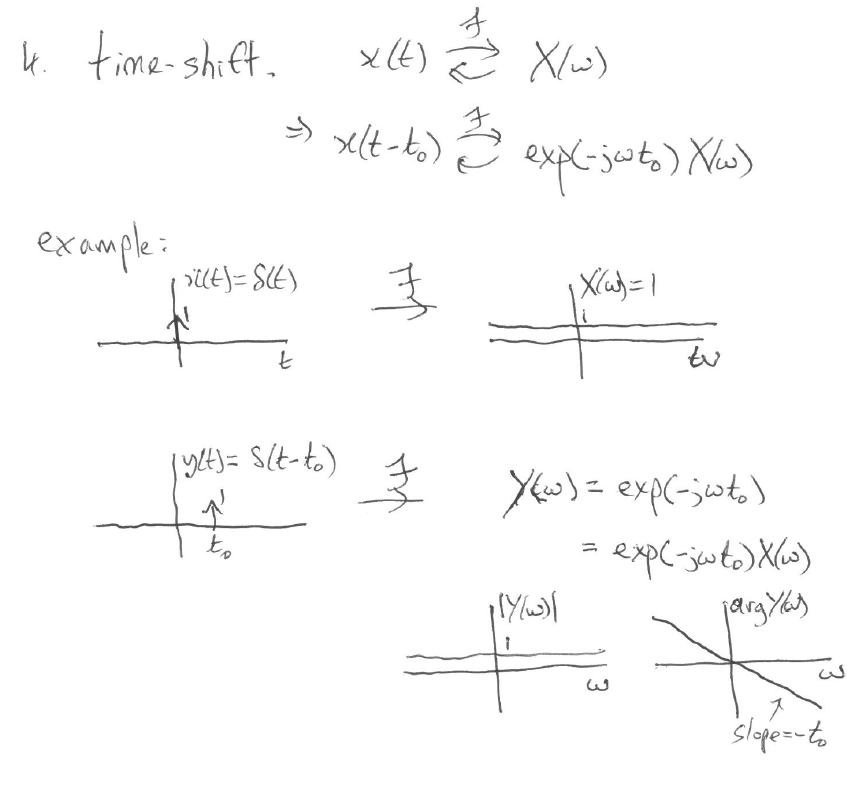 4. time-shift. x(t) ⇄ℱ X(ω)
⇒ x(t-t₀) ⇄ℱ exp(-jωt₀) X(ω)
example:
x(t)=δ(t) ℱ→ X(ω)=1
1 1
t ω
y(t)= δ(t-t₀) ℱ→ Y(ω) = exp(-jωt₀)
1
t₀ = exp(-jωt₀)X(ω)
|Y(ω)| argY(ω)
1
ω ω
slope=-t₀